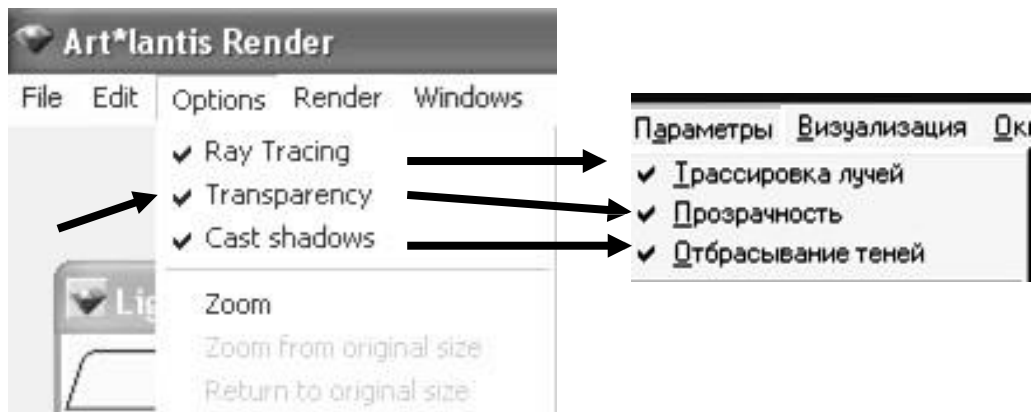 Art*lantis Render
File Edit Options Render Windows
Ray Tracing
Transparency
Cast shadows
Zoom
Zoom from original size
Return to original size
Параметры Визуализация
Трассировка лучей
Прозрачность
Отбрасывание теней